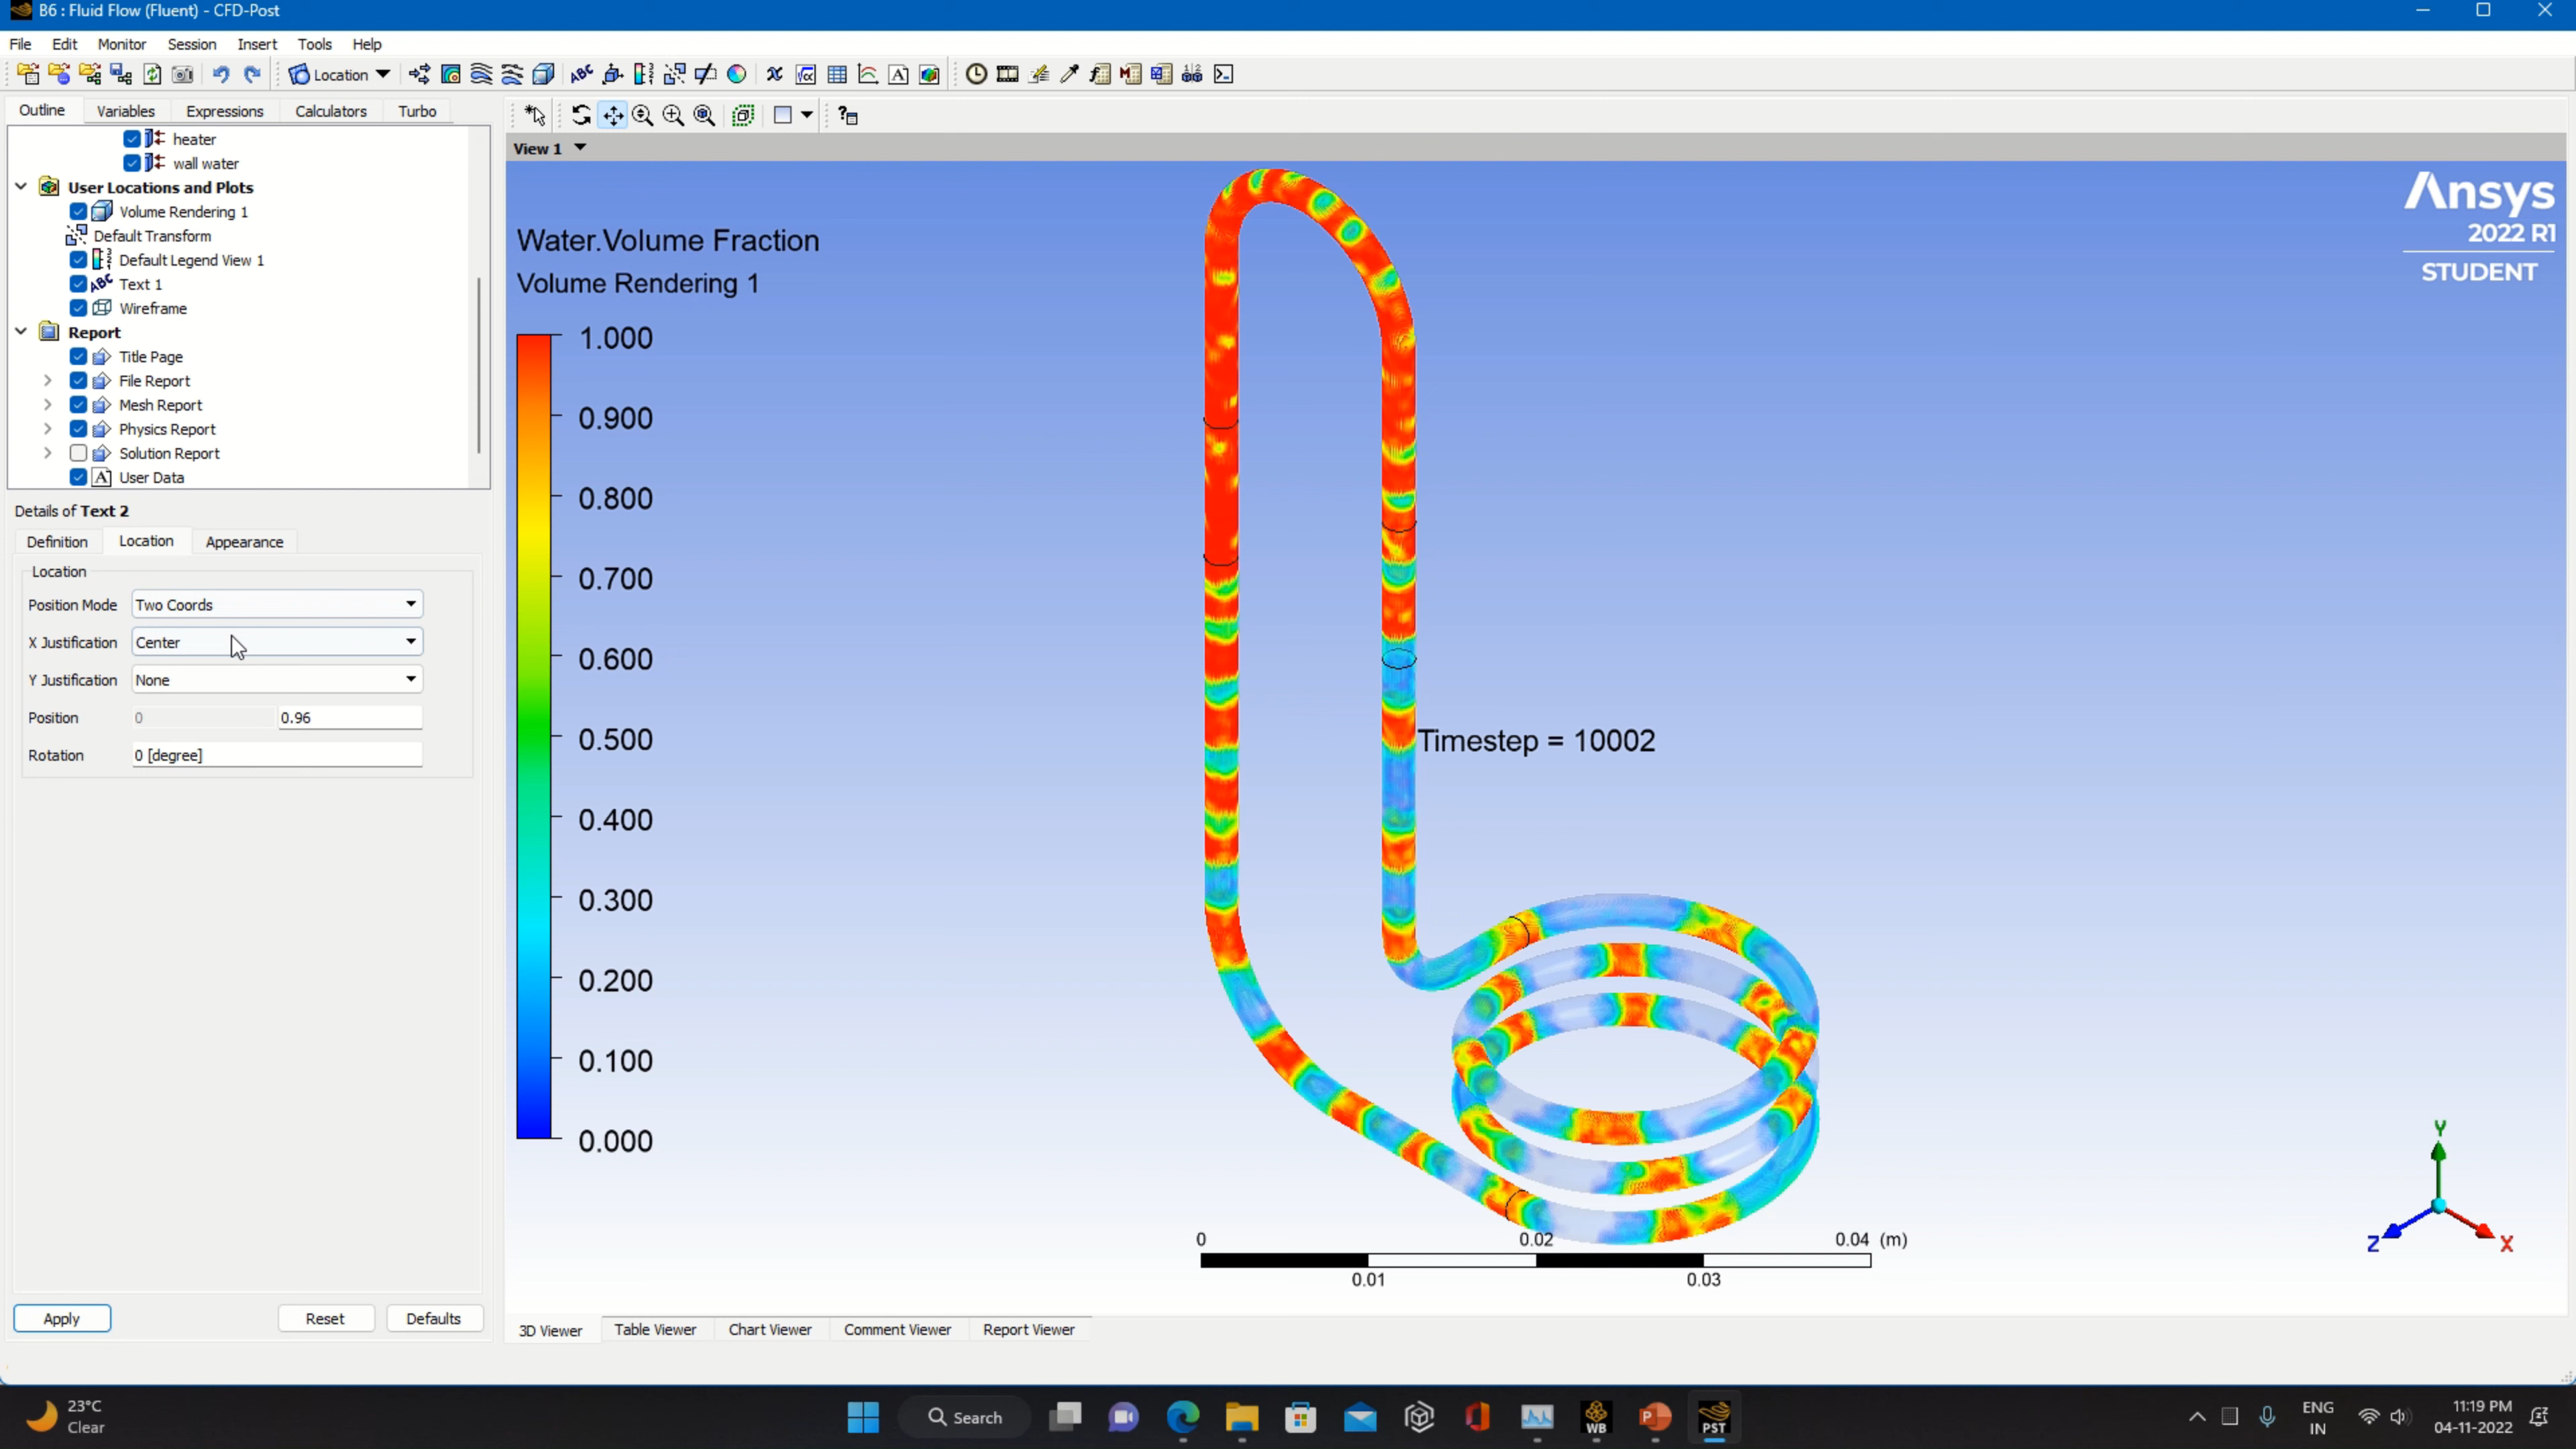 B6 : Fluid Flow (Fluent) - CFD-Post
File Edit Monitor Session Insert Tools Help
Location
Outline Variables Expressions Calculators Turbo
heater
wall water
User Locations and Plots
Volume Rendering 1
Default Transform
Default Legend View 1
ABC Text 1
Wireframe
Report
Title Page
File Report
Mesh Report
Physics Report
Solution Report
A User Data
Details of Text 2
Definition Location Appearance
Location
Position Mode Two Coords
X Justification Center
Y Justification None
Position 0 0.96
Rotation 0 [degree]
Apply Reset Defaults
View 1
Water.Volume Fraction
Volume Rendering 1
1.000
0.900
0.800
0.700
0.600
0.500
0.400
0.300
0.200
0.100
0.000
Timestep = 10002
Ansys
2022 R1
STUDENT
0 0.02 0.04 (m)
0.01 0.03
Y
Z X
3D Viewer Table Viewer Chart Viewer Comment Viewer Report Viewer
23°C
Clear
Search
WB
P
PST
ENG
IN
11:19 PM
04-11-2022